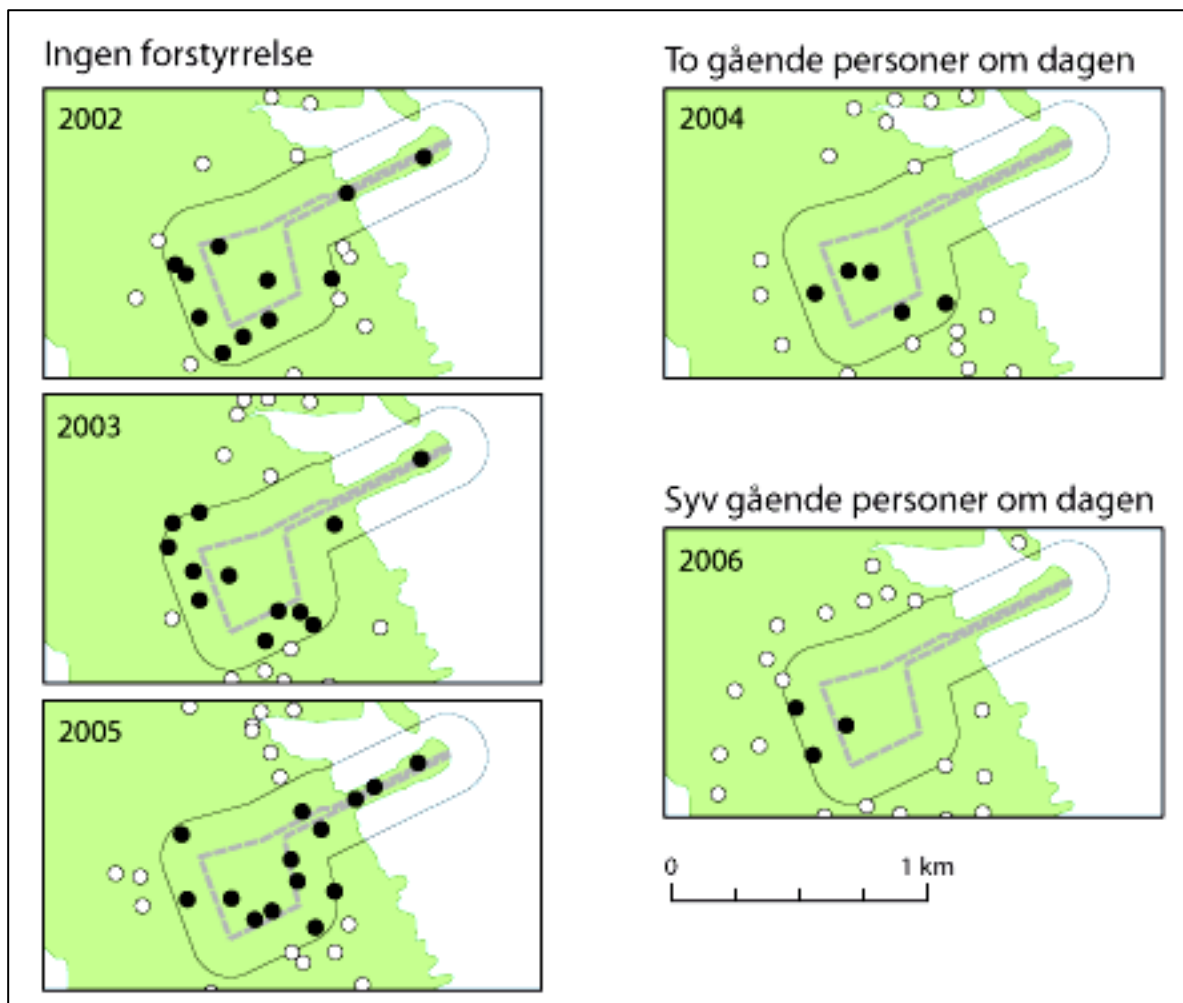 Ingen forstyrrelse
2002
2003
2005
To gående personer om dagen
2004
Syv gående personer om dagen
2006
0 1 km